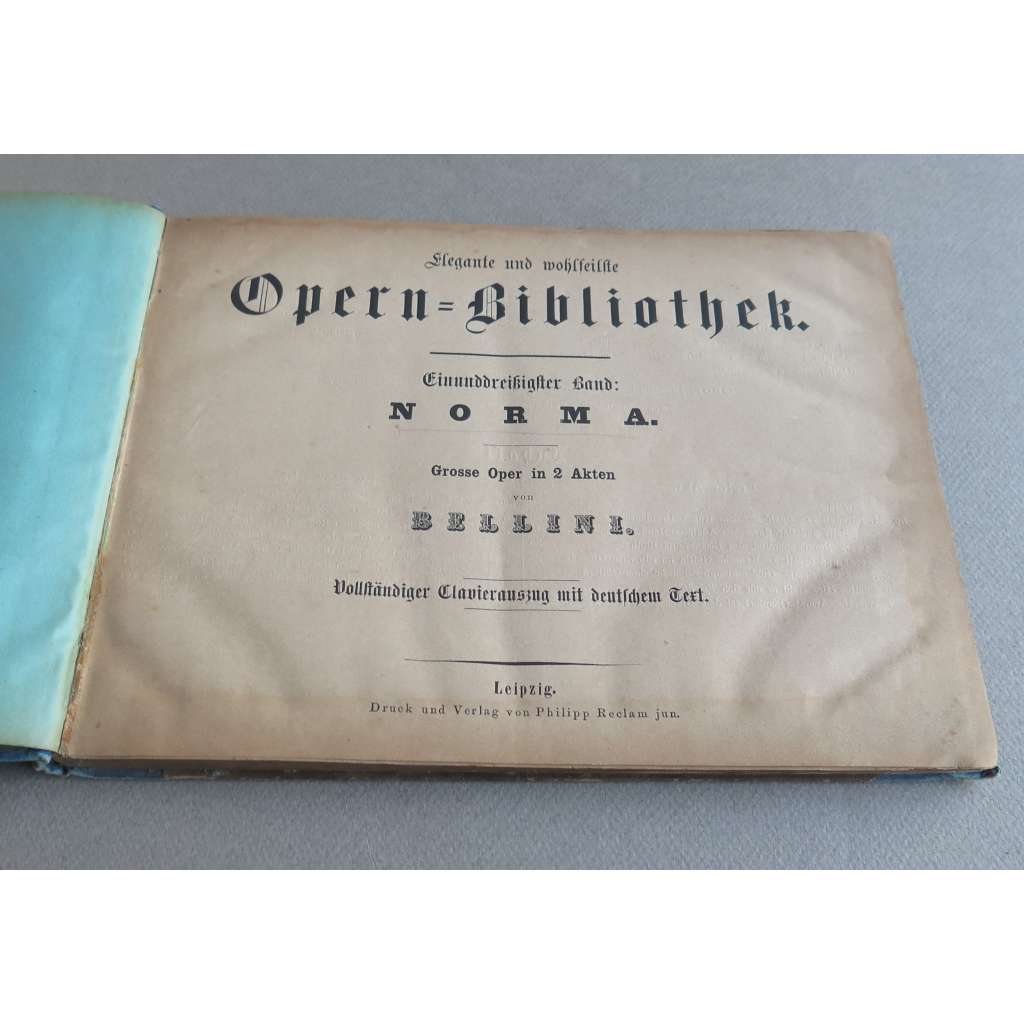 Elegante und wohlfeilste
Opern=Bibliothek.
Einunddreißigster Band:
NORMA.
Grosse Oper in 2 Akten
von
BELLINI.
Vollständiger Clavierauszug mit deutschem Text.
Leipzig.
Druck und Verlag von Philipp Reclam jun.